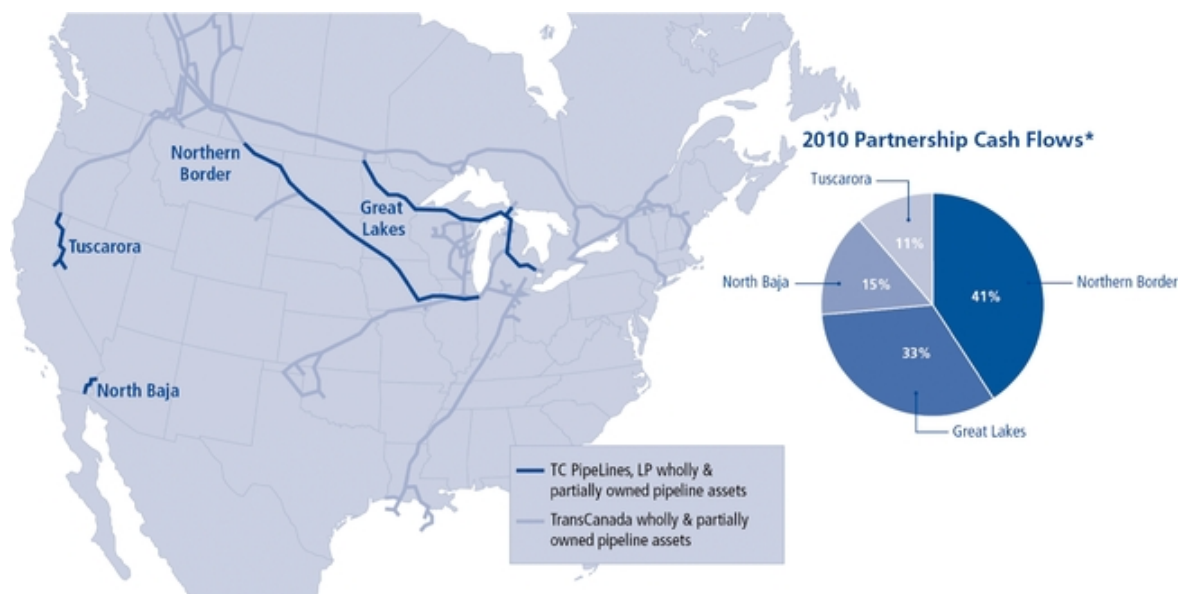 Northern
Border
Great
Lakes
Tuscarora
North Baja
TC PipeLines, LP wholly &
partially owned pipeline assets
TransCanada wholly & partially
owned pipeline assets
2010 Partnership Cash Flows*
Tuscarora
11%
North Baja
15%
41%
Northern Border
33%
Great Lakes